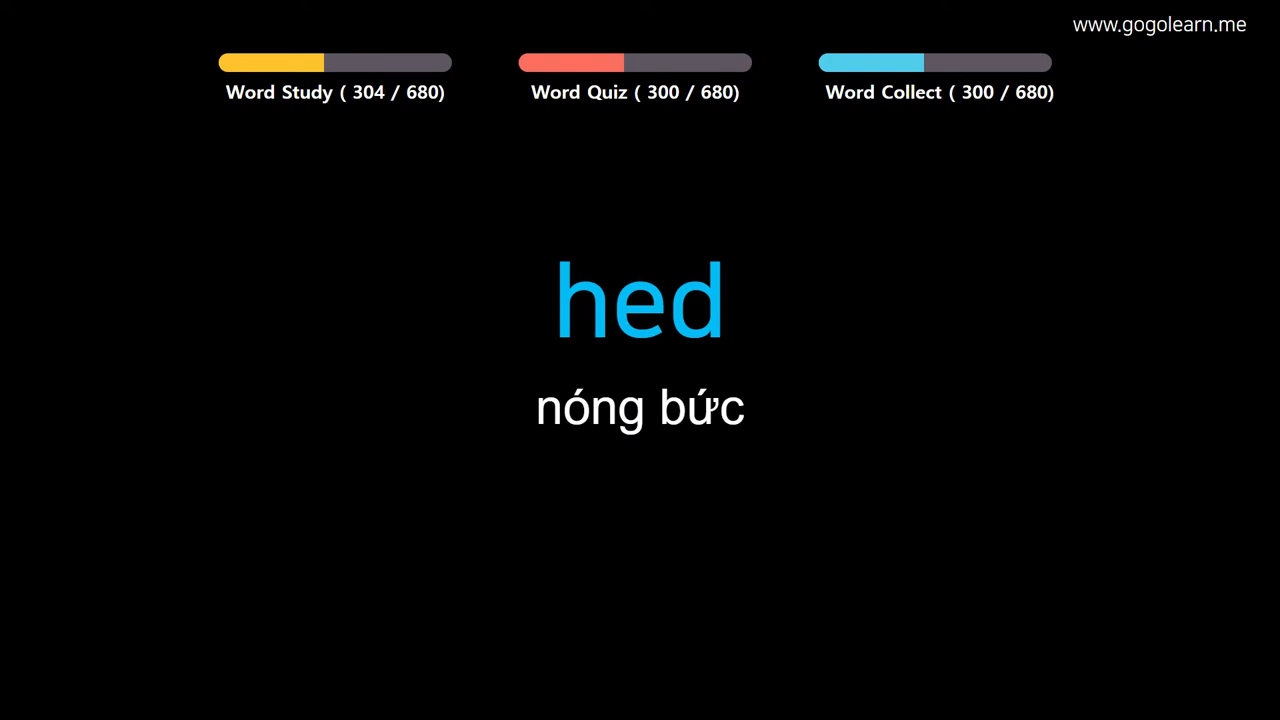 www.gogolearn.me
Word Study ( 304 / 680)
Word Quiz ( 300 / 680)
Word Collect ( 300 / 680)
hed
nóng bức